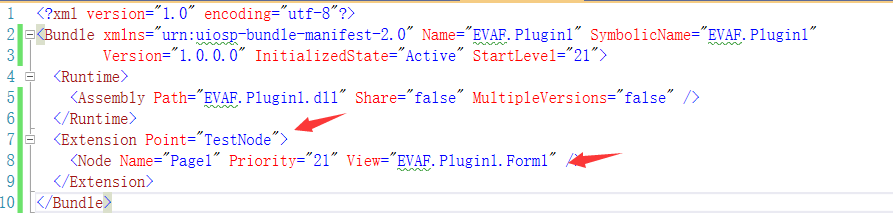 1 <?xml version="1.0" encoding="utf-8"?>
2 <Bundle xmlns="urn:uiosp-bundle-manifest-2.0" Name="EVAF.Plugin1" SymbolicName="EVAF.Plugin1"
3 Version="1.0.0.0" InitializedState="Active" StartLevel="21">
4 <Runtime>
5 <Assembly Path="EVAF.Plugin1.dll" Share="false" MultipleVersions="false" />
6 </Runtime>
7 <Extension Point="TestNode">
8 <Node Name="Page1" Priority="21" View="EVAF.Plugin1.Form1" />
9 </Extension>
10 </Bundle>